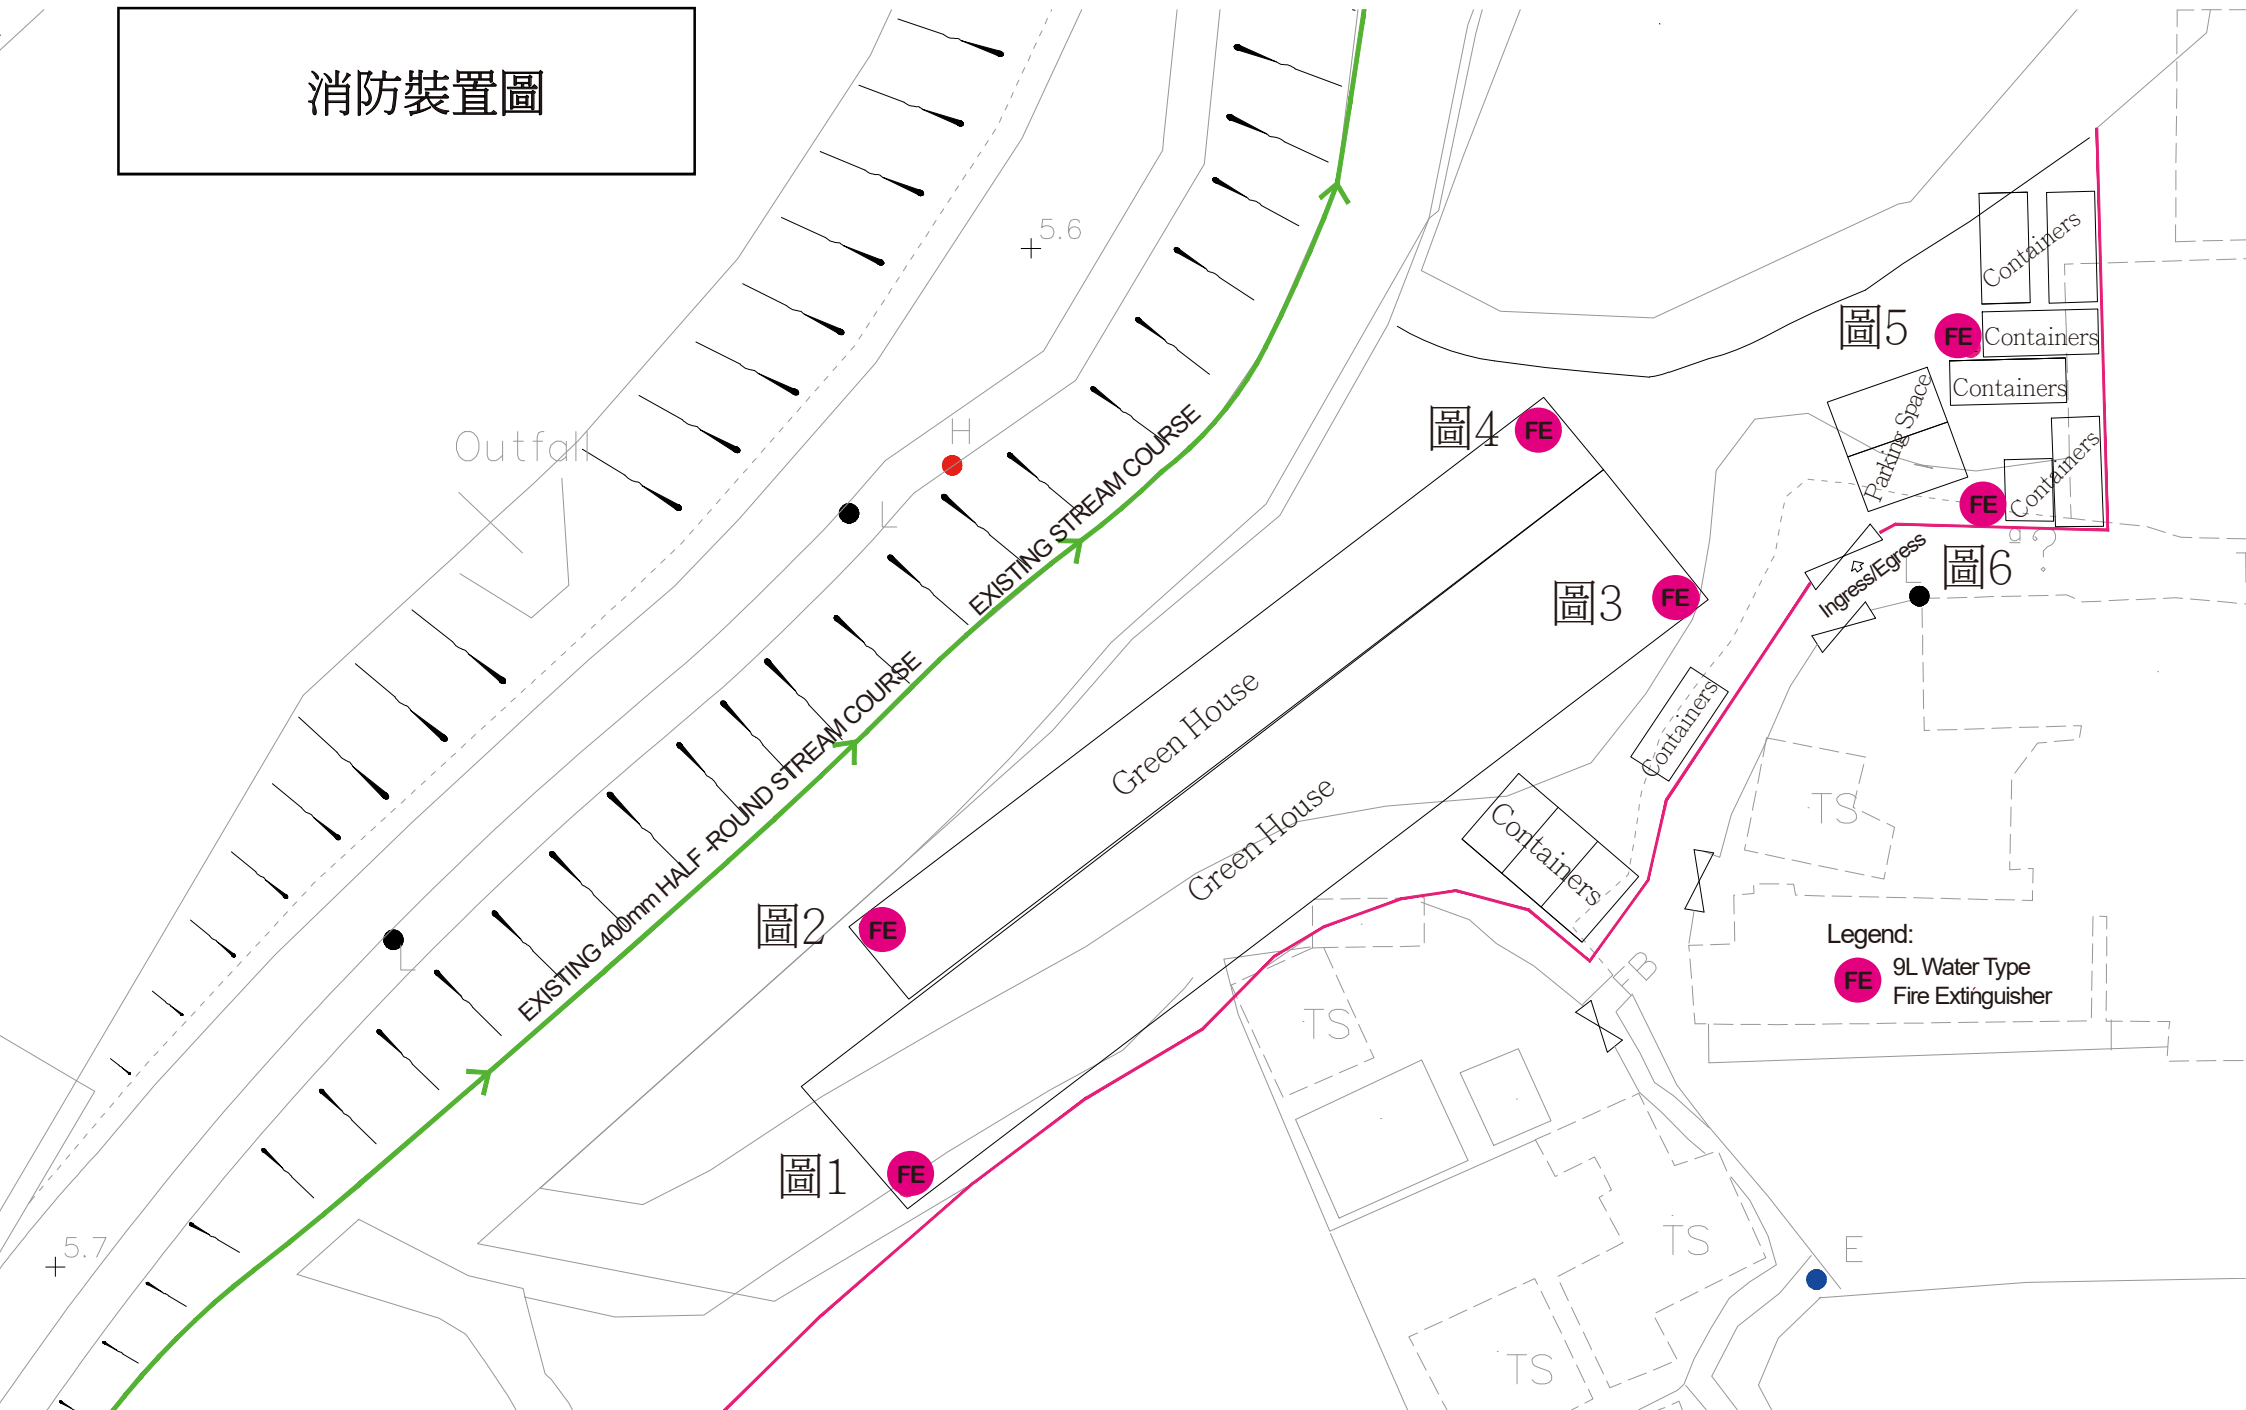 消防裝置圖
5.6
Outfall
H
L
L
EXISTING STREAM COURSE
EXISTING 400mm HALF -ROUND STREAM COURSE
圖5
FE
Containers
Containers
Containers
Parking Space
FE
Containers
圖6
Ingress/Egress
L
圖4
FE
圖3
FE
Green House
Green House
Containers
Containers
圖2
FE
圖1
FE
TS
B
TS
Legend:
FE
9L Water Type
Fire Extinguisher
5.7
TS
E
TS